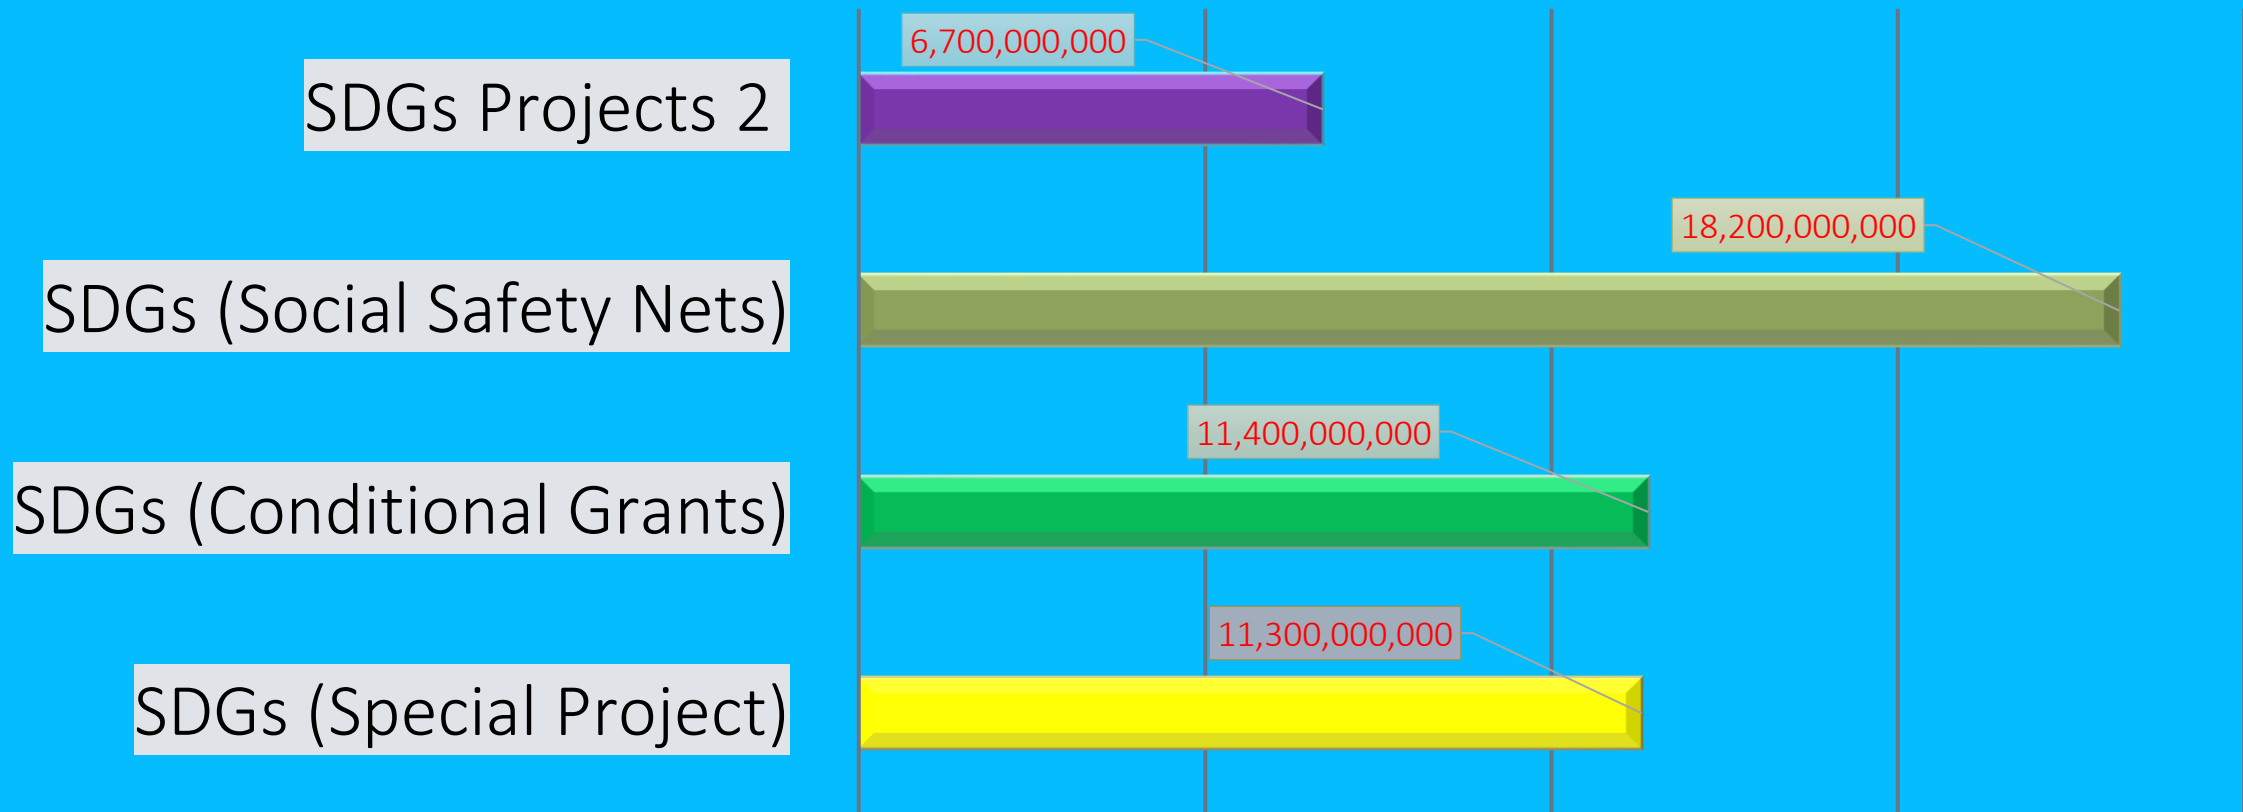 6,700,000,000
SDGs Projects 2
18,200,000,000
SDGs (Social Safety Nets)
11,400,000,000
SDGs (Conditional Grants)
11,300,000,000
SDGs (Special Project)